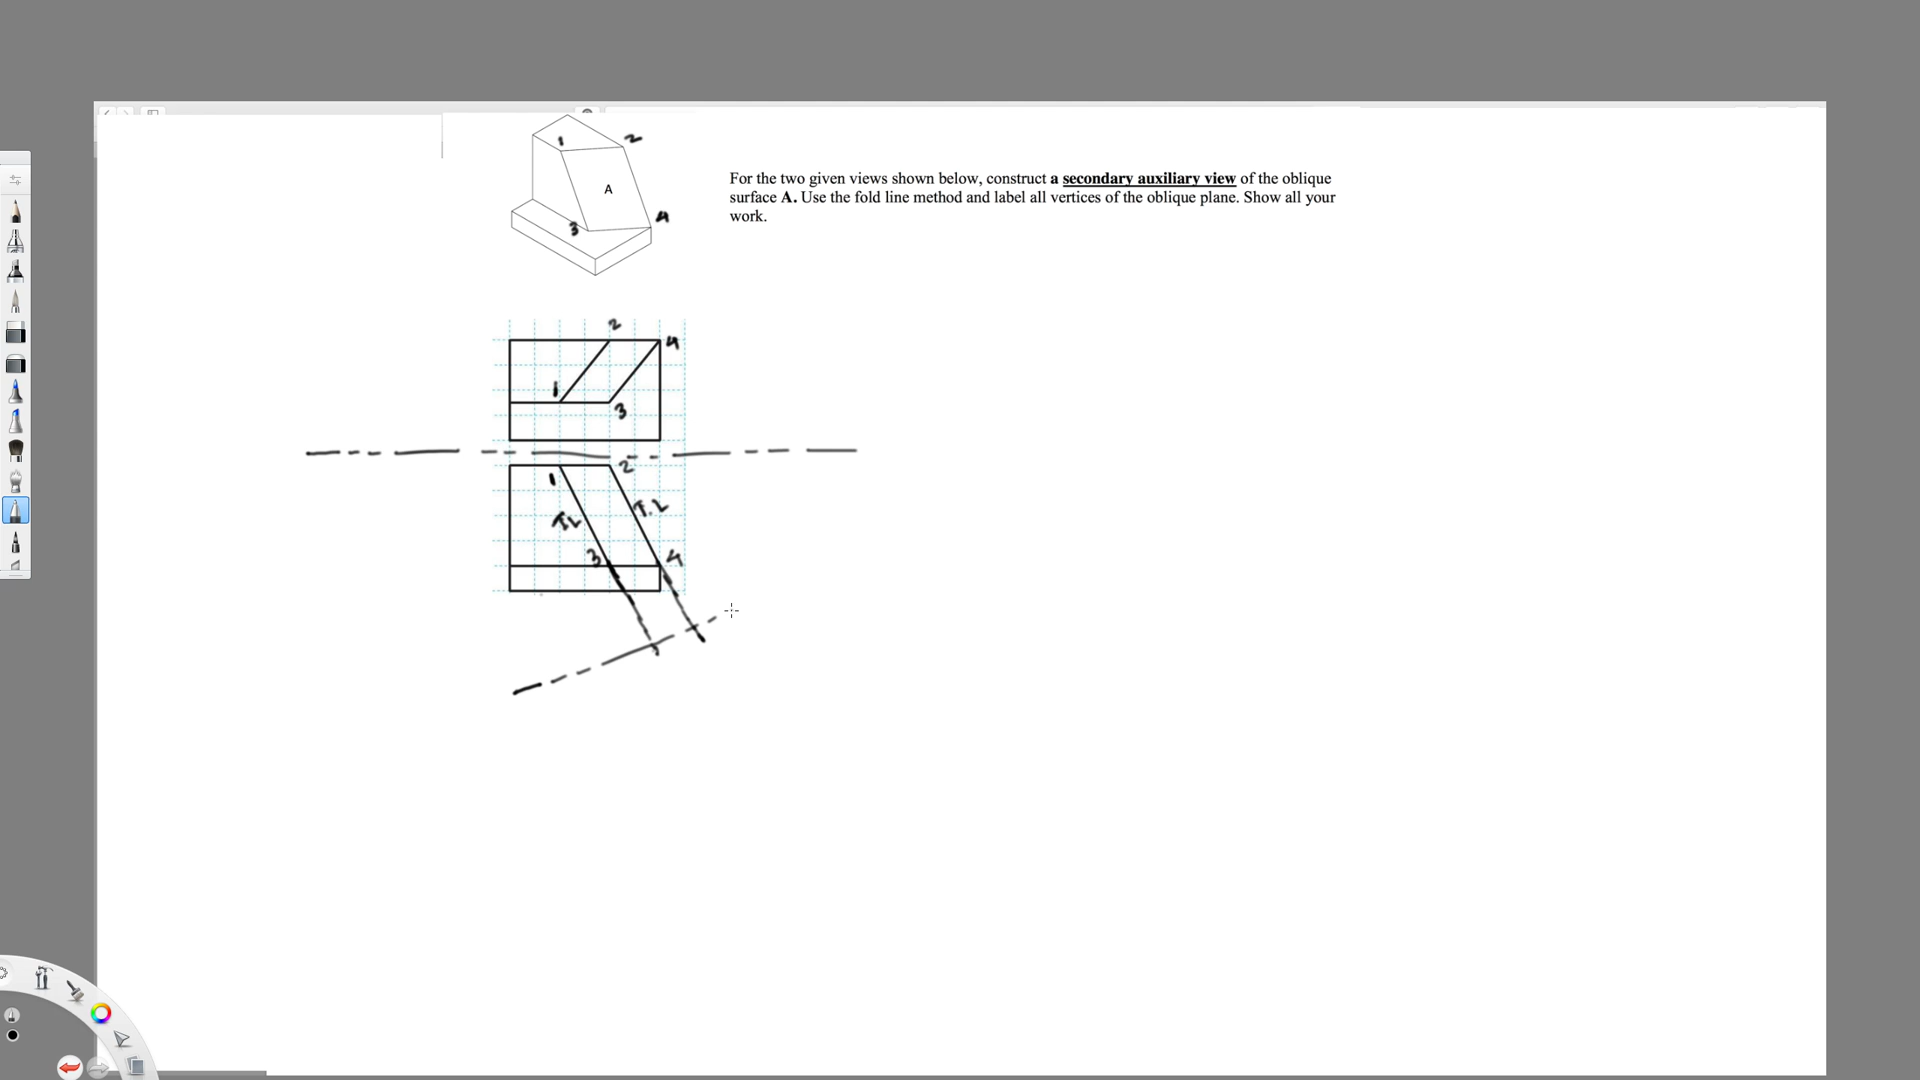 1
2
A
3
4
For the two given views shown below, construct a secondary auxiliary view of the oblique
surface A. Use the fold line method and label all vertices of the oblique plane. Show all your
work.
2
4
1
3
1
2
TL
T.L
3
4